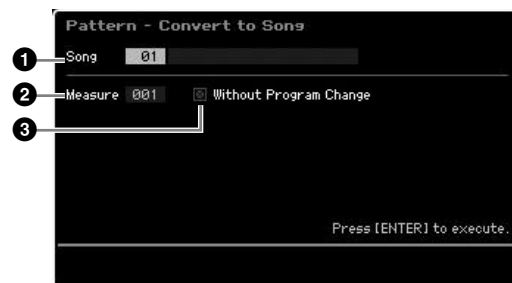 Pattern - Convert to Song
1 Song 01
2 Measure 001 Without Program Change
3
Press [ENTER] to execute.